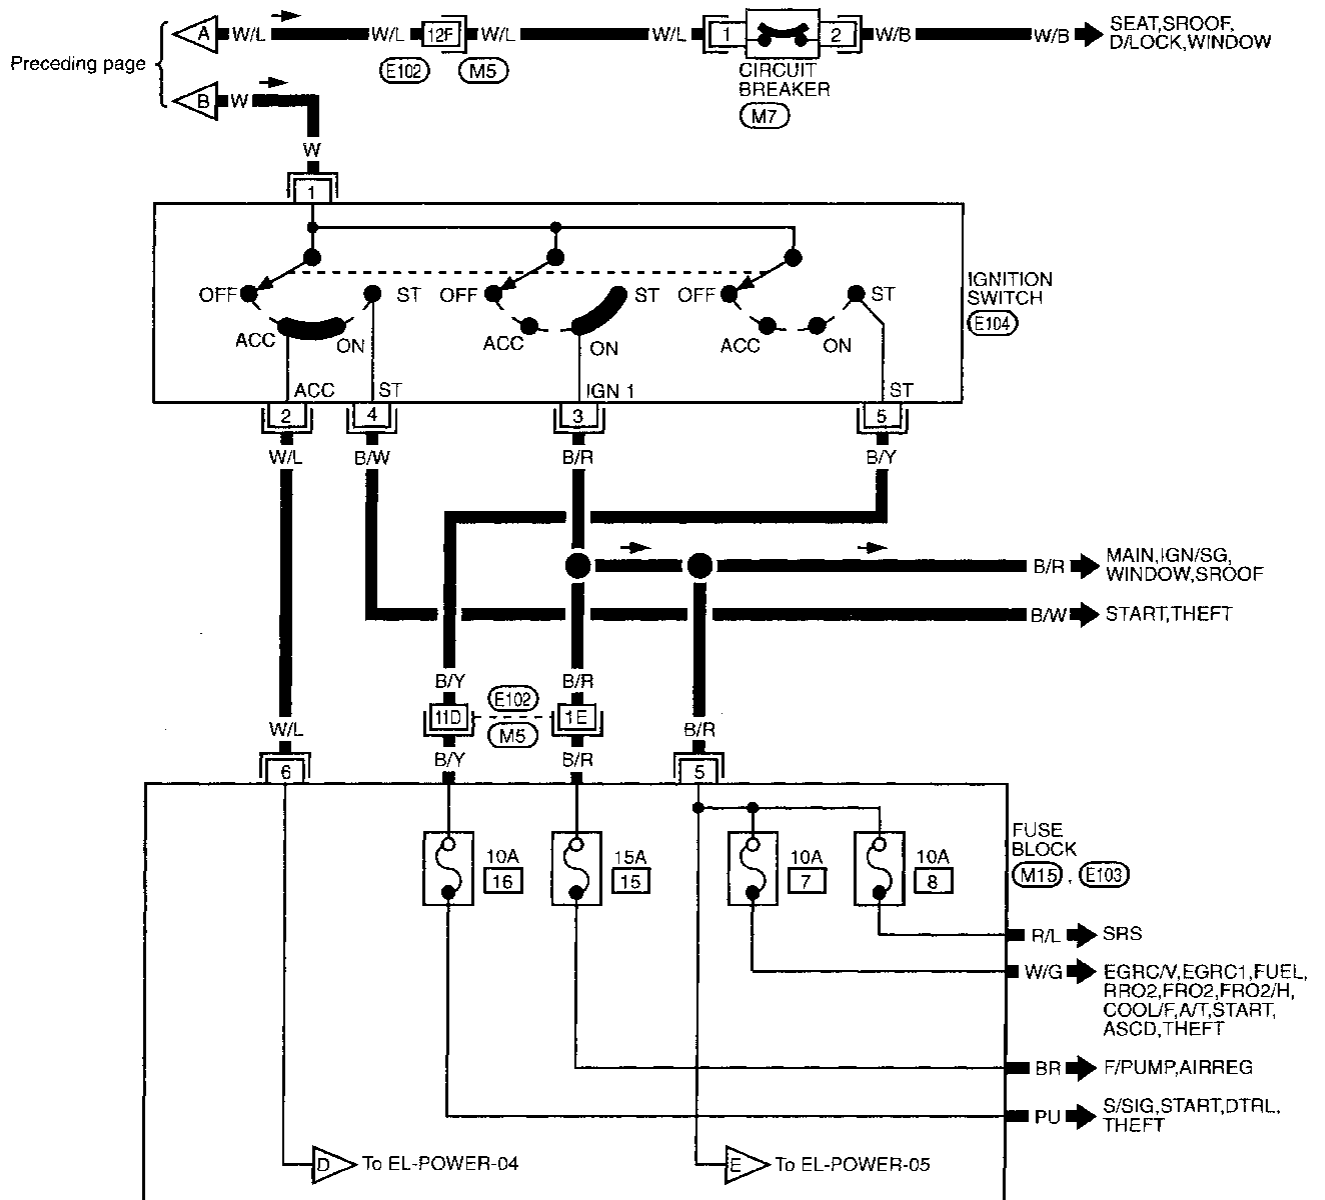 Preceding page
A W/L W/L 12F W/L W/L 1 2 W/B W/B SEAT,SROOF,
D/LOCK,WINDOW
E102 M5
CIRCUIT
BREAKER
M7
B W
W
1
IGNITION
SWITCH
E104
OFF ST OFF ST OFF ST
ACC ON ACC ON ACC ON
ACC ST IGN 1 ST
2 4 3 5
W/L B/W B/R B/Y
B/R MAIN,IGN/SG,
WINDOW,SROOF
B/W START,THEFT
B/Y E102 B/R
11D M5 1E
W/L B/Y B/R B/R
6 5
FUSE
BLOCK
M15 , E103
10A 15A 10A 10A
16 15 7 8
R/L SRS
W/G EGRC/V,EGRC1,FUEL,
RRO2,FRO2,FRO2/H,
COOL/F,A/T,START,
ASCD,THEFT
BR F/PUMP,AIRREG
PU S/SIG,START,DTRL,
THEFT
D To EL-POWER-04
E To EL-POWER-05